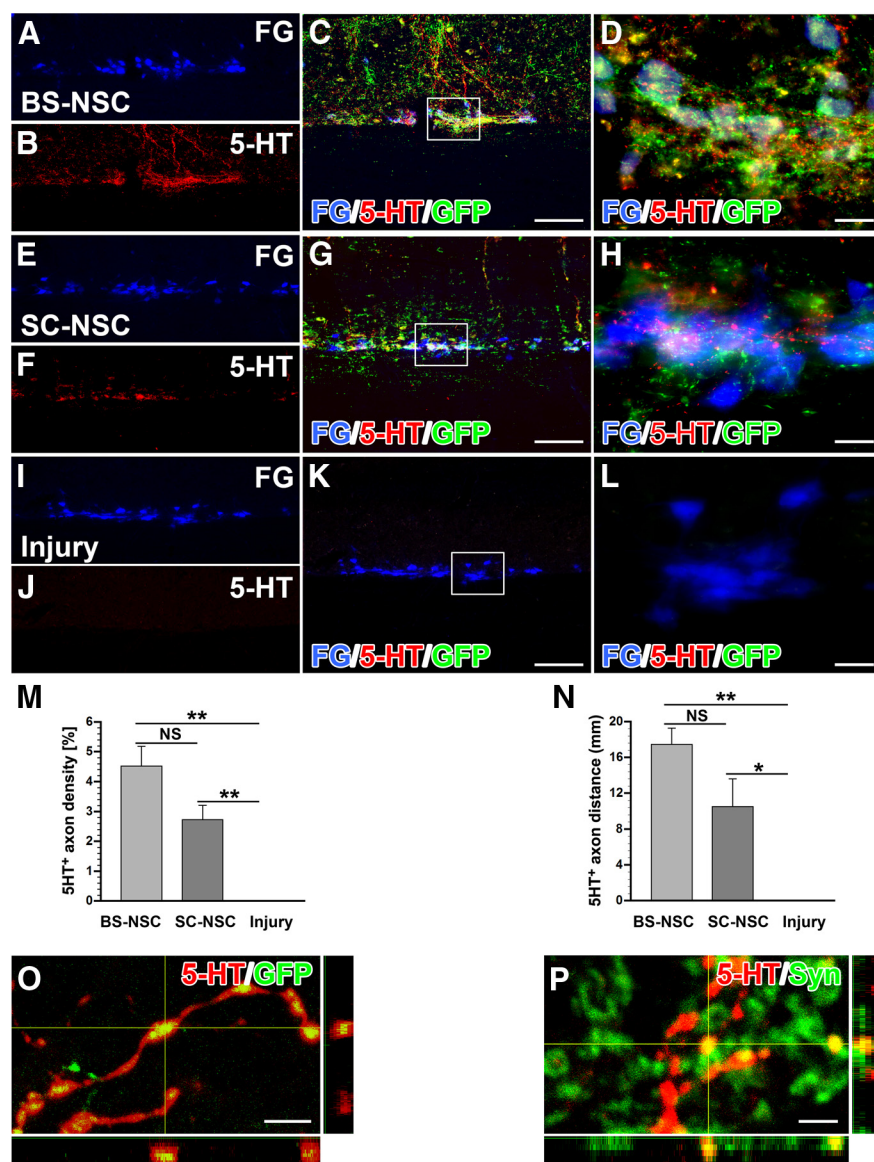 A FG
BS-NSC
B 5-HT
C
FG/5-HT/GFP
D
FG/5-HT/GFP
E FG
SC-NSC
F 5-HT
G
FG/5-HT/GFP
H
FG/5-HT/GFP
I FG
Injury
J 5-HT
K
FG/5-HT/GFP
L
FG/5-HT/GFP
M
5HT+ axon density [%]
6
5
4
3
2
1
0
**
NS
**
BS-NSC SC-NSC Injury
N
5HT+ axon distance (mm)
20
16
12
8
4
0
**
NS
*
BS-NSC SC-NSC Injury
O 5-HT/GFP
P 5-HT/Syn